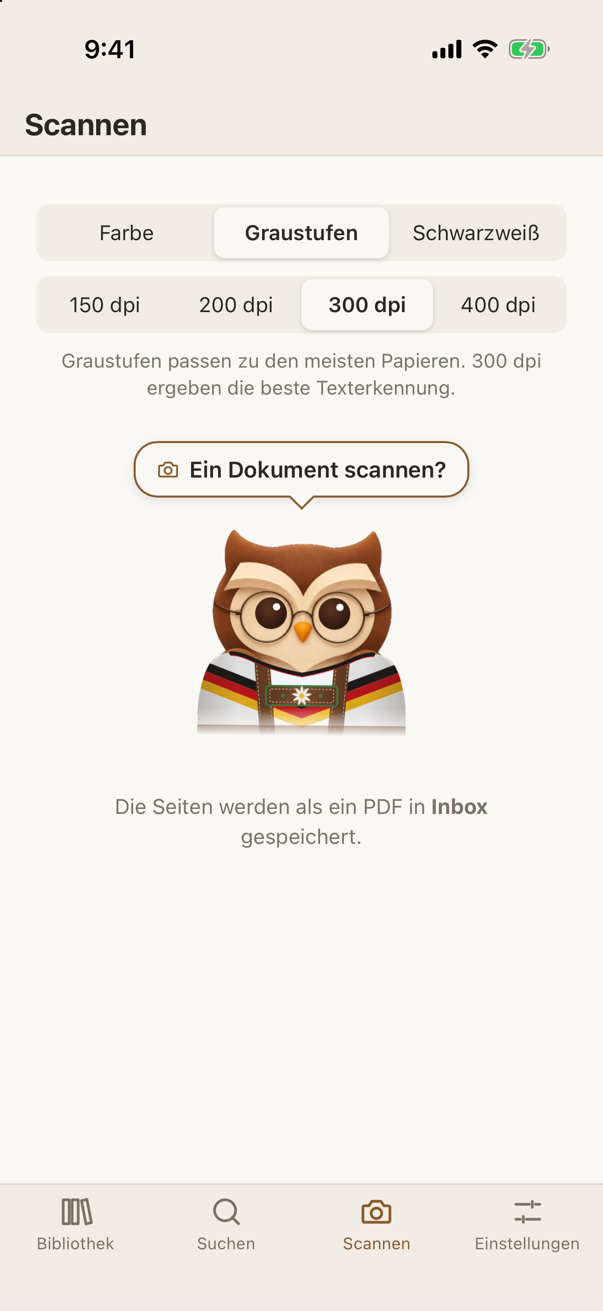 9:41
Scannen
Farbe
Graustufen
Schwarzweiß
150 dpi
200 dpi
300 dpi
400 dpi
Graustufen passen zu den meisten Papieren. 300 dpi
ergeben die beste Texterkennung.
Ein Dokument scannen?
Die Seiten werden als ein PDF in Inbox
gespeichert.
Bibliothek
Suchen
Scannen
Einstellungen